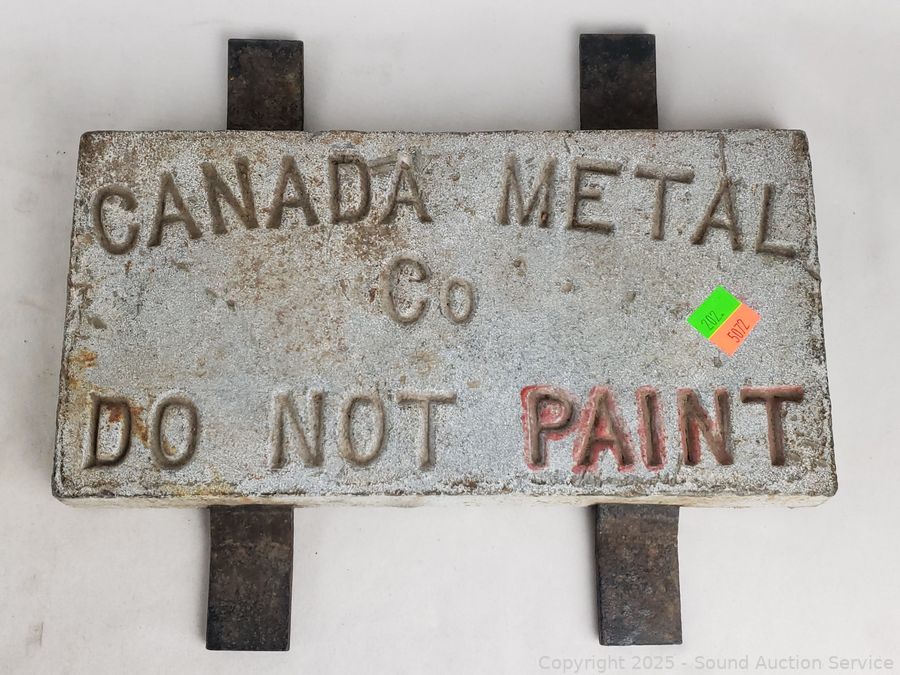 CANADA METAL
Co
202
5072
DO NOT PAINT
Copyright © 2025 - Sound Auction Service